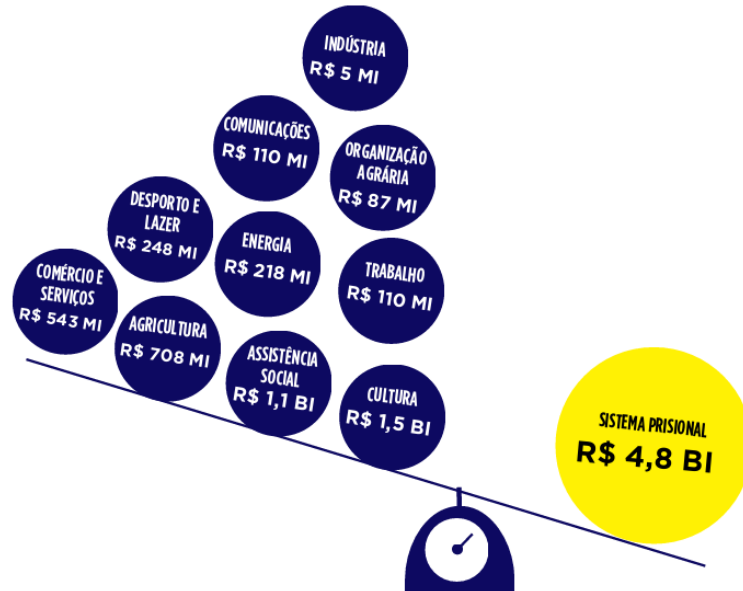 INDÚSTRIA
R$ 5 MI
COMUNICAÇÕES
R$ 110 MI
ORGANIZAÇÃO
AGRÁRIA
R$ 87 MI
DESPORTO E
LAZER
R$ 248 MI
ENERGIA
R$ 218 MI
TRABALHO
R$ 110 MI
COMÉRCIO E
SERVIÇOS
R$ 543 MI
AGRICULTURA
R$ 708 MI
ASSISTÊNCIA
SOCIAL
R$ 1,1 BI
CULTURA
R$ 1,5 BI
SISTEMA PRISIONAL
R$ 4,8 BI